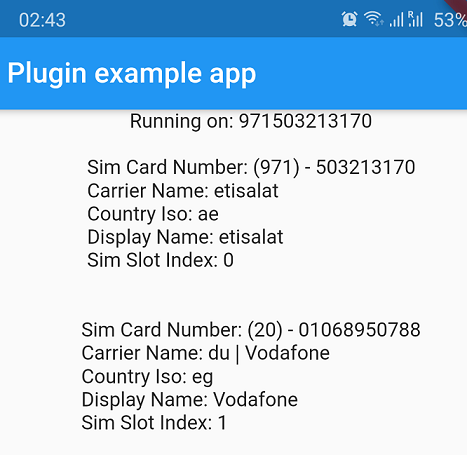 02:43 R 53%
Plugin example app
Running on: 971503213170
Sim Card Number: (971) - 503213170
Carrier Name: etisalat
Country Iso: ae
Display Name: etisalat
Sim Slot Index: 0
Sim Card Number: (20) - 01068950788
Carrier Name: du | Vodafone
Country Iso: eg
Display Name: Vodafone
Sim Slot Index: 1